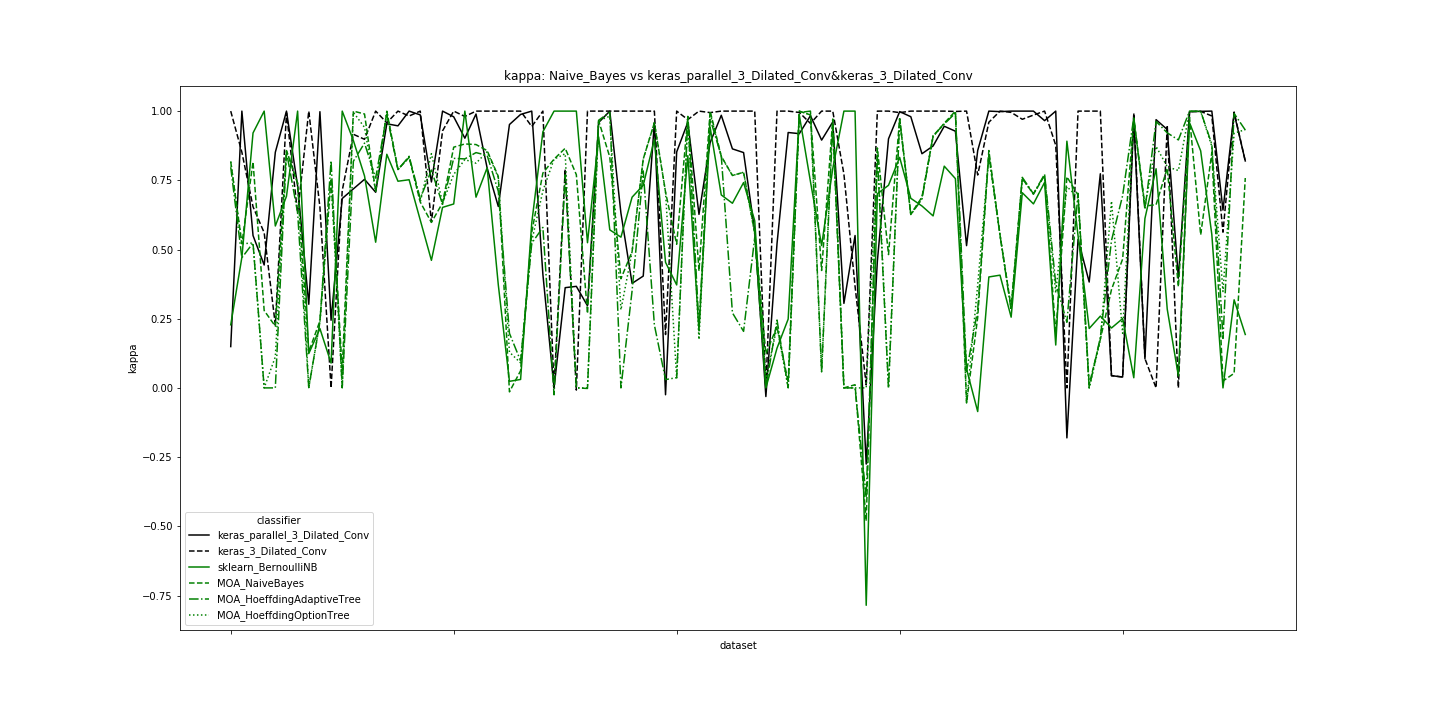 kappa: Naive_Bayes vs keras_parallel_3_Dilated_Conv&keras_3_Dilated_Conv
1.00
0.75
0.50
0.25
0.00
−0.25
−0.50
−0.75
kappa
dataset
classifier
keras_parallel_3_Dilated_Conv
keras_3_Dilated_Conv
sklearn_BernoulliNB
MOA_NaiveBayes
MOA_HoeffdingAdaptiveTree
MOA_HoeffdingOptionTree